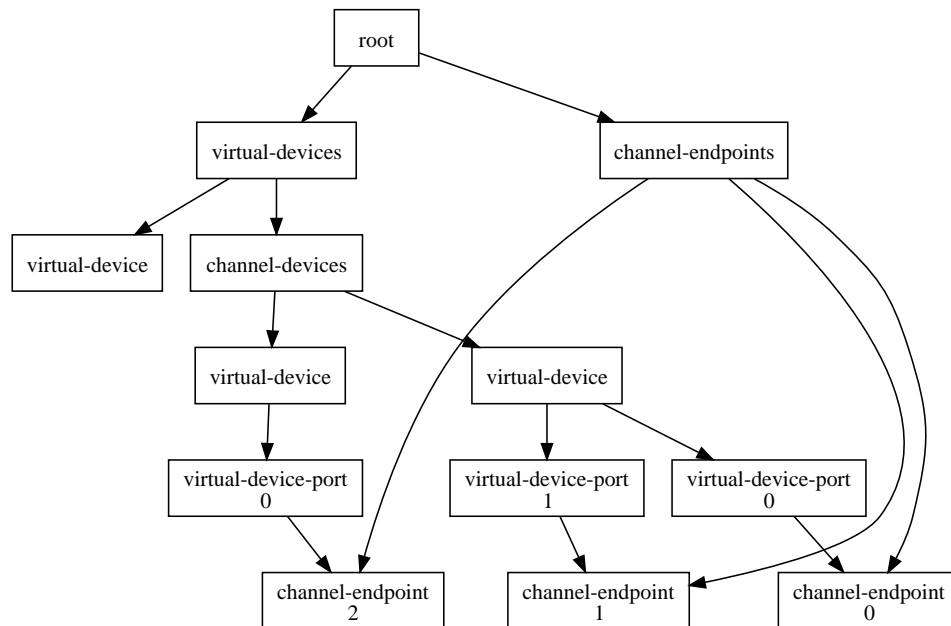 root
virtual-devices
channel-endpoints
virtual-device
channel-devices
virtual-device
virtual-device
virtual-device-port
0
virtual-device-port
1
virtual-device-port
0
channel-endpoint
2
channel-endpoint
1
channel-endpoint
0